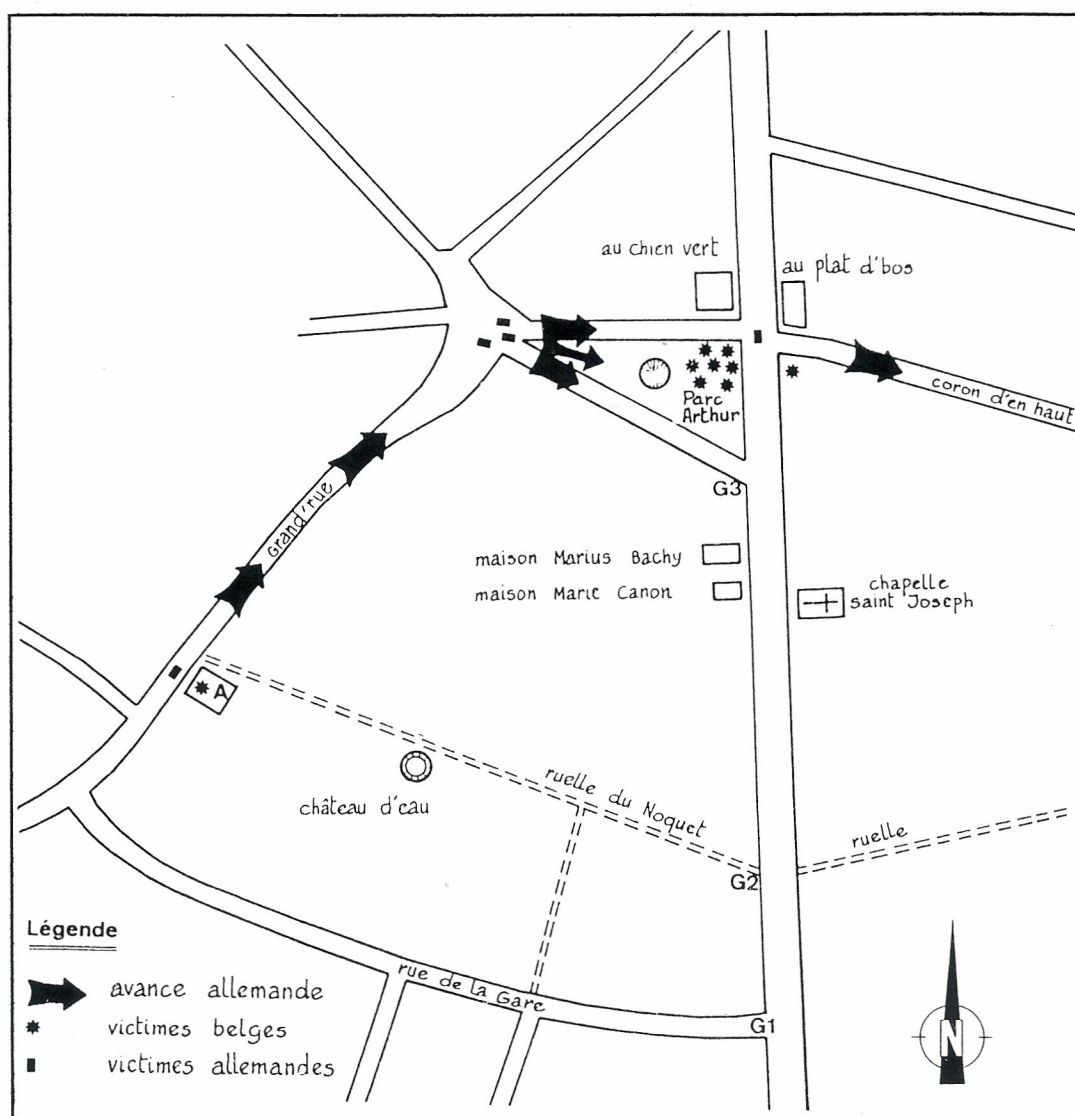 au chien vert
au plat d'bos
Parc
Arthur
coron d'en haut
grand'rue
G3
maison Marius Bachy
maison Marie Canon
chapelle
saint Joseph
A
ruelle du Noquet
château d'eau
ruelle
G2
Légende
avance allemande
victimes belges
victimes allemandes
rue de la Gare
G1
N